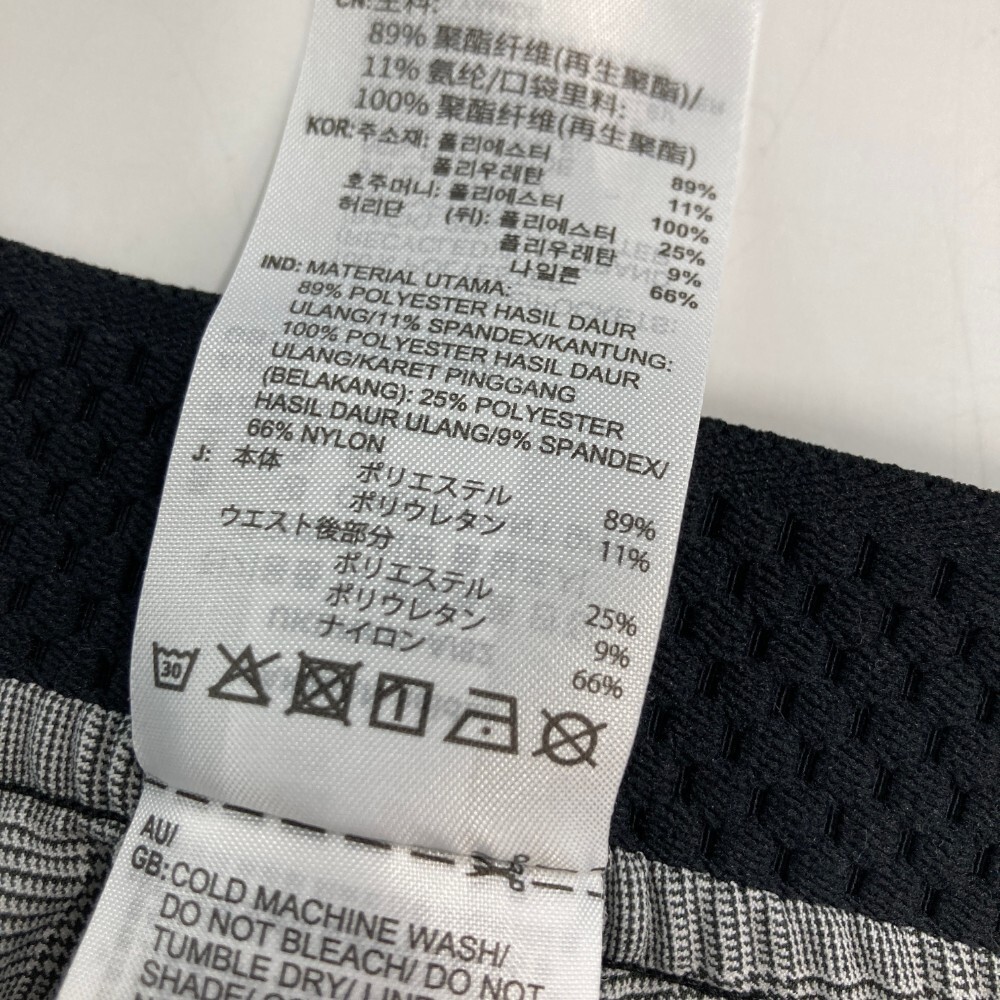 CN:主料:
89% 聚酯纤维(再生聚酯)/
11% 氨纶/口袋里料:
100% 聚酯纤维(再生聚酯)
KOR:주소재: 폴리에스터 89%
폴리우레탄 11%
호주머니: 폴리에스터 100%
허리단 (뒤): 폴리에스터 25%
폴리우레탄 9%
나일론 66%
IND: MATERIAL UTAMA:
89% POLYESTER HASIL DAUR
ULANG/11% SPANDEX/KANTUNG:
100% POLYESTER HASIL DAUR
ULANG/KARET PINGGANG
(BELAKANG): 25% POLYESTER
HASIL DAUR ULANG/9% SPANDEX/
66% NYLON
J: 本体 ポリエステル 89%
ポリウレタン 11%
ウエスト後部分
ポリエステル 25%
ポリウレタン 9%
ナイロン 66%
30
AU/
GB: COLD MACHINE WASH/
DO NOT BLEACH/ DO NOT
TUMBLE DRY/ LINE
SHADE/